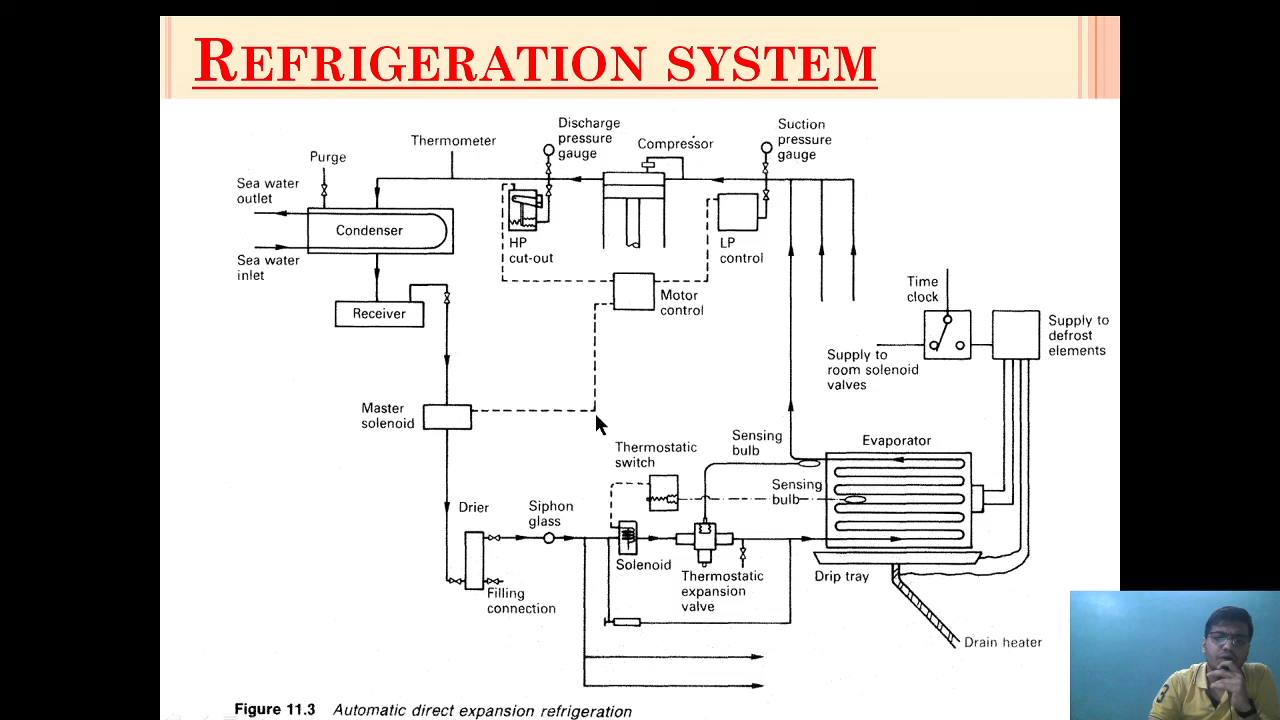 REFRIGERATION SYSTEM
Discharge
pressure
gauge
Suction
pressure
gauge
Thermometer
Compressor
Purge
Sea water
outlet
Condenser
Sea water
inlet
HP
cut-out
LP
control
Motor
control
Receiver
Time
clock
Supply to
defrost
elements
Supply to
room solenoid
valves
Master
solenoid
Thermostatic
switch
Sensing
bulb
Evaporator
Sensing
bulb
Drier
Siphon
glass
Solenoid
Thermostatic
expansion
valve
Drip tray
Filling
connection
Drain heater
Figure 11.3 Automatic direct expansion refrigeration
3